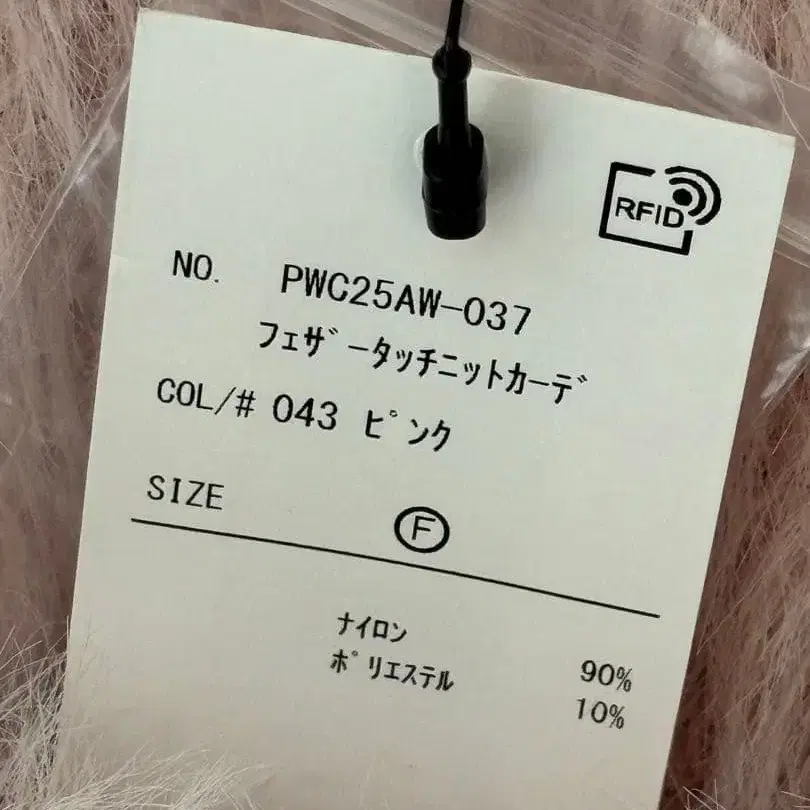 RFID
NO. PWC25AW-037
フェザータッチニットカーデ
COL/# 043 ピンク
SIZE F
ナイロン 90%
ポリエステル 10%